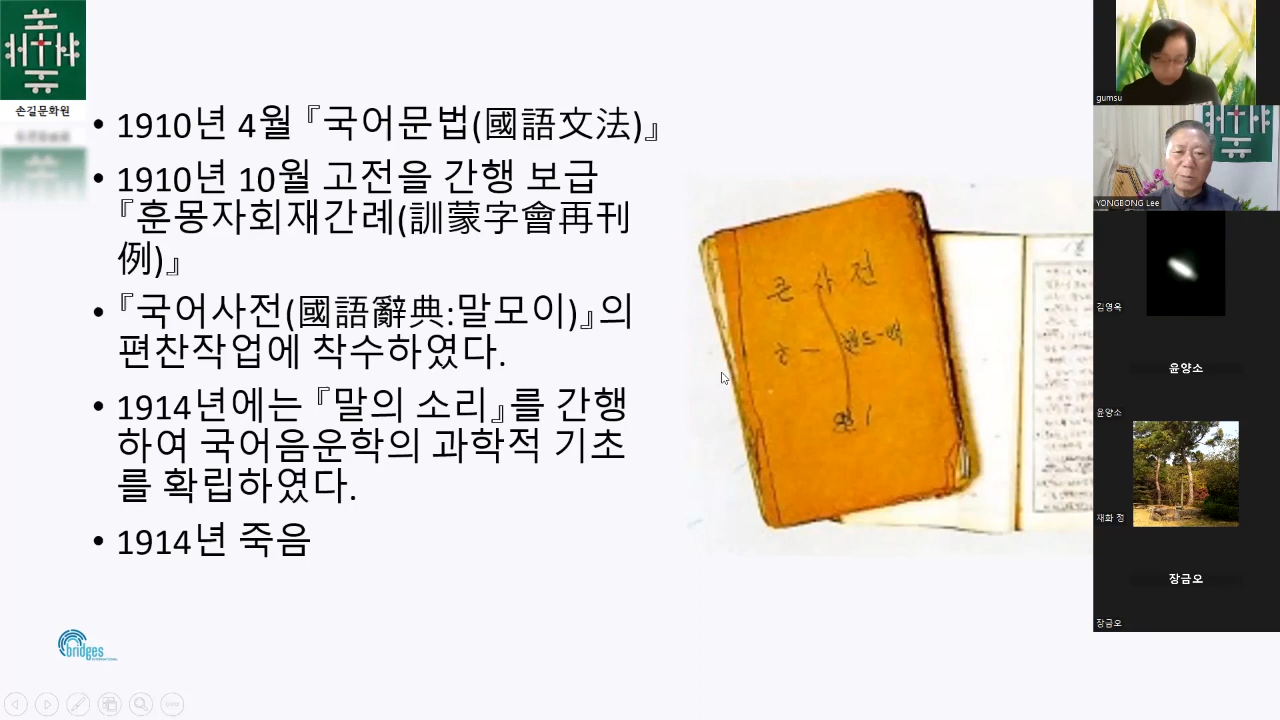 손길문화원
• 1910년 4월 『국어문법(國語文法)』
• 1910년 10월 고전을 간행 보급
『훈몽자회재간례(訓蒙字會再刊
例)』
• 『국어사전(國語辭典:말모이)』의
편찬작업에 착수하였다.
• 1914년에는 『말의 소리』를 간행
하여 국어음운학의 과학적 기초
를 확립하였다.
• 1914년 죽음
큰 사전
bridges
gumsu
YONGBONG Lee
김영옥
윤양소
윤양소
재화 정
장금오
장금오